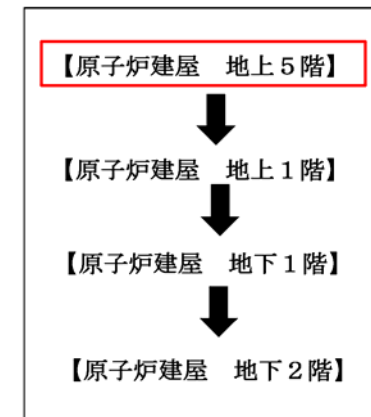 【原子炉建屋　地上５階】
【原子炉建屋　地上１階】
【原子炉建屋　地下１階】
【原子炉建屋　地下２階】